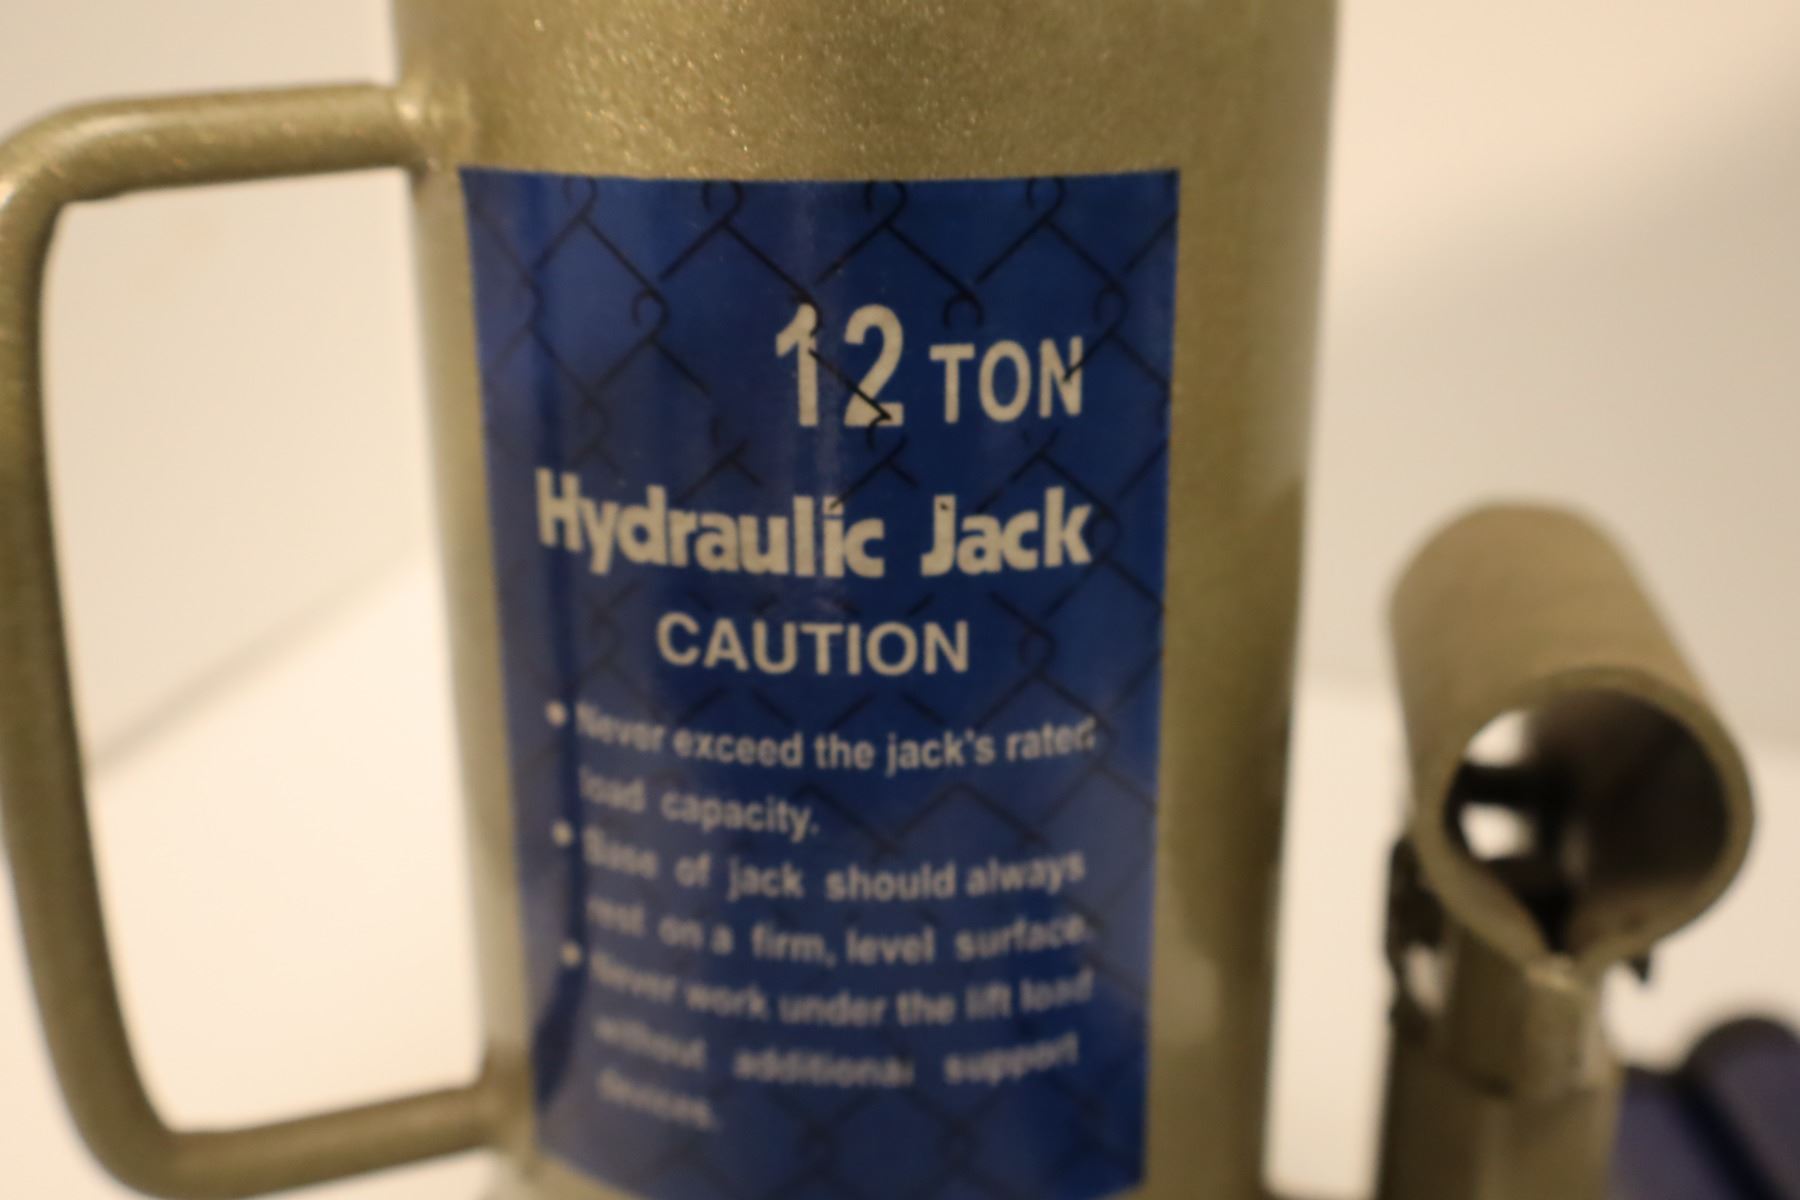 12 TON
Hydraulic Jack
CAUTION
• Never exceed the jack's rated
load capacity.
• Base of jack should always
rest on a firm, level surface.
• Never work under the lift load
without additional support
devices.